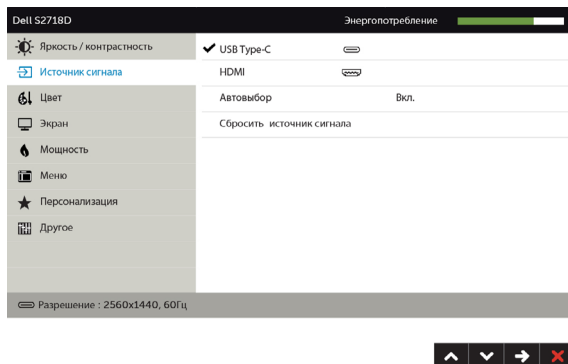 Dell S2718D Энергопотребление
Яркость / контрастность
Источник сигнала
Цвет
Экран
Мощность
Меню
Персонализация
Другое
USB Type-C
HDMI
Автовыбор Вкл.
Сбросить источник сигнала
Разрешение : 2560x1440, 60Гц